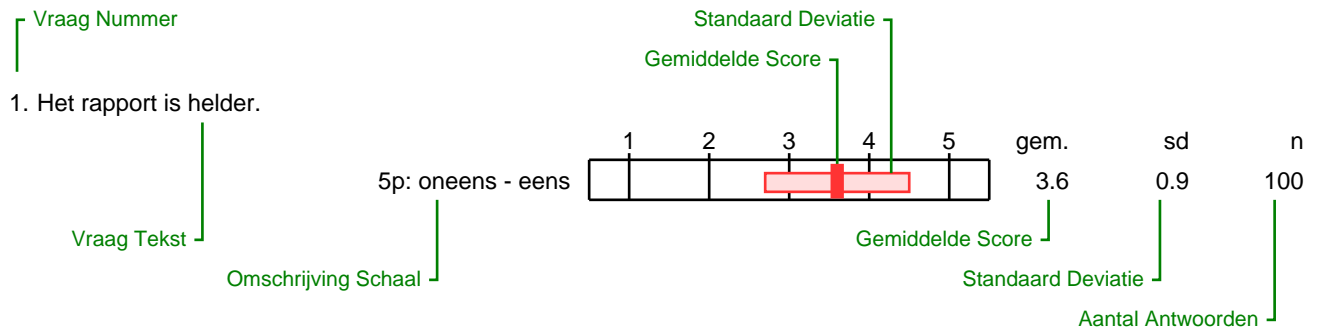 Vraag Nummer
Standaard Deviatie
Gemiddelde Score
1. Het rapport is helder.
1 2 3 4 5 gem. sd n
5p: oneens - eens 3.6 0.9 100
Vraag Tekst
Gemiddelde Score
Omschrijving Schaal
Standaard Deviatie
Aantal Antwoorden